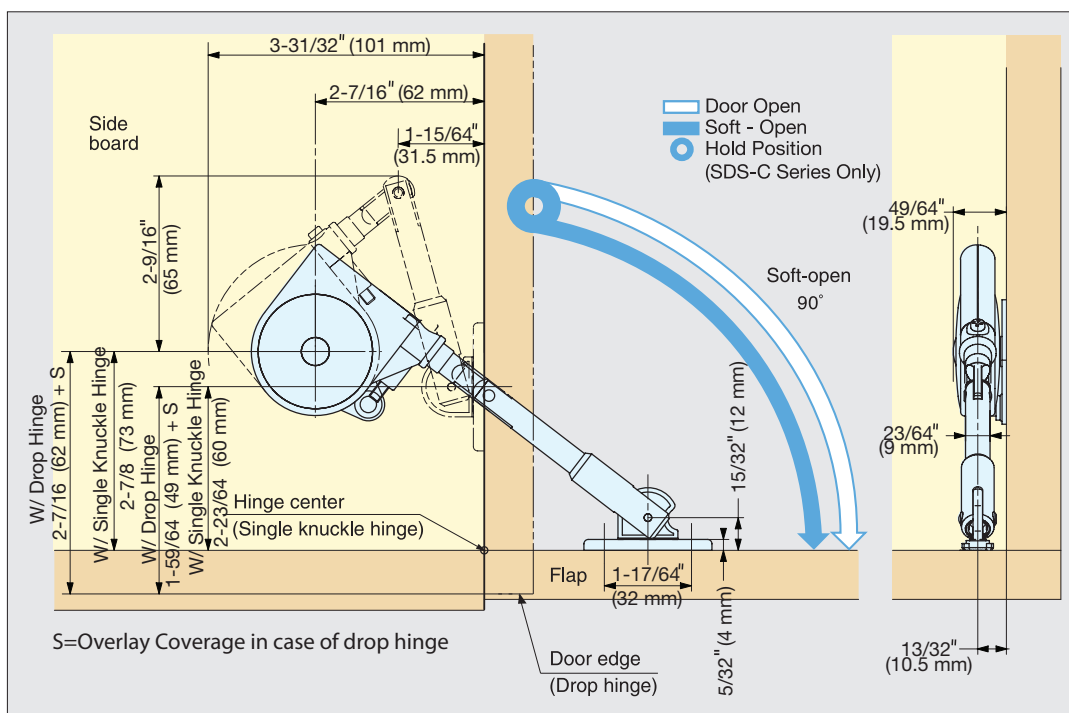 3-31/32" (101 mm)
2-7/16" (62 mm)
1-15/64"
(31.5 mm)
Side
board
Door Open
Soft - Open
Hold Position
(SDS-C Series Only)
49/64"
(19.5 mm)
2-9/16"
(65 mm)
Soft-open
90°
W/ Drop Hinge
2-7/16 (62 mm) + S
W/ Single Knuckle Hinge
2-7/8 (73 mm)
W/ Drop Hinge
1-59/64 (49 mm) + S
W/ Single Knuckle Hinge
2-23/64 (60 mm)
15/32" (12 mm)
23/64"
(9 mm)
Hinge center
(Single knuckle hinge)
Flap
1-17/64"
(32 mm)
5/32" (4 mm)
S=Overlay Coverage in case of drop hinge
Door edge
(Drop hinge)
13/32"
(10.5 mm)